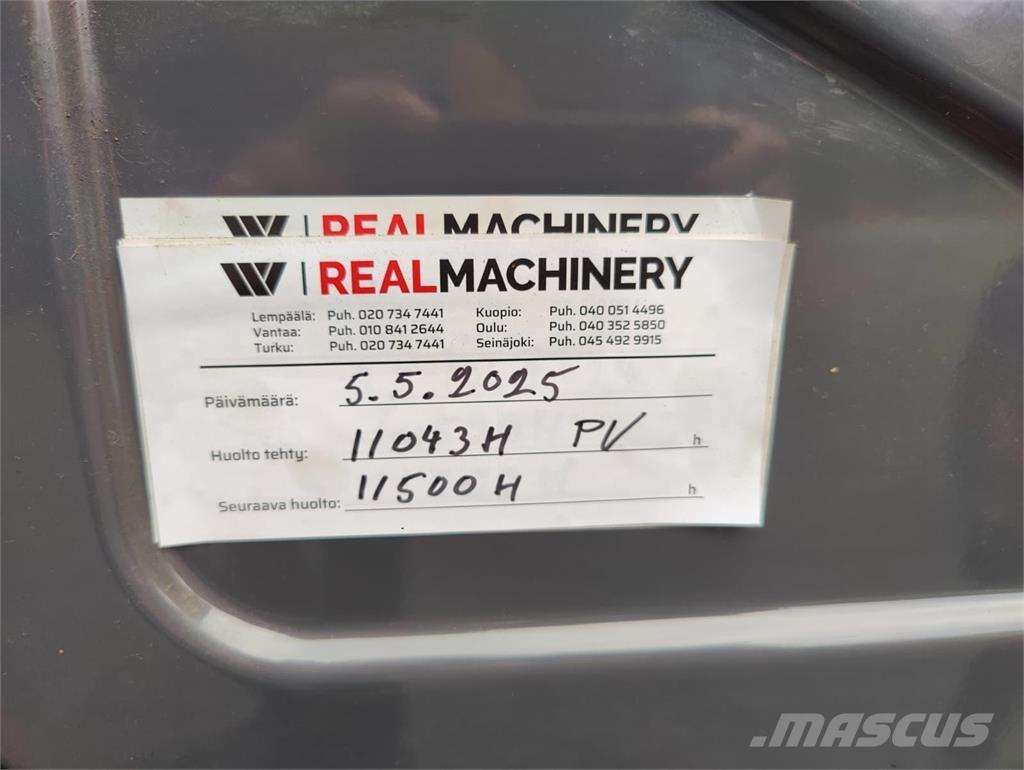 REALMACHINERY
REALMACHINERY
Lempäälä: Puh. 020 734 7441 Kuopio: Puh. 040 051 4496
Vantaa: Puh. 010 841 2644 Oulu: Puh. 040 352 5850
Turku: Puh. 020 734 7441 Seinäjoki: Puh. 045 492 9915
Päivämäärä: 5.5.2025
Huolto tehty: 11043H PV h
Seuraava huolto: 11500H h
.MASCUS